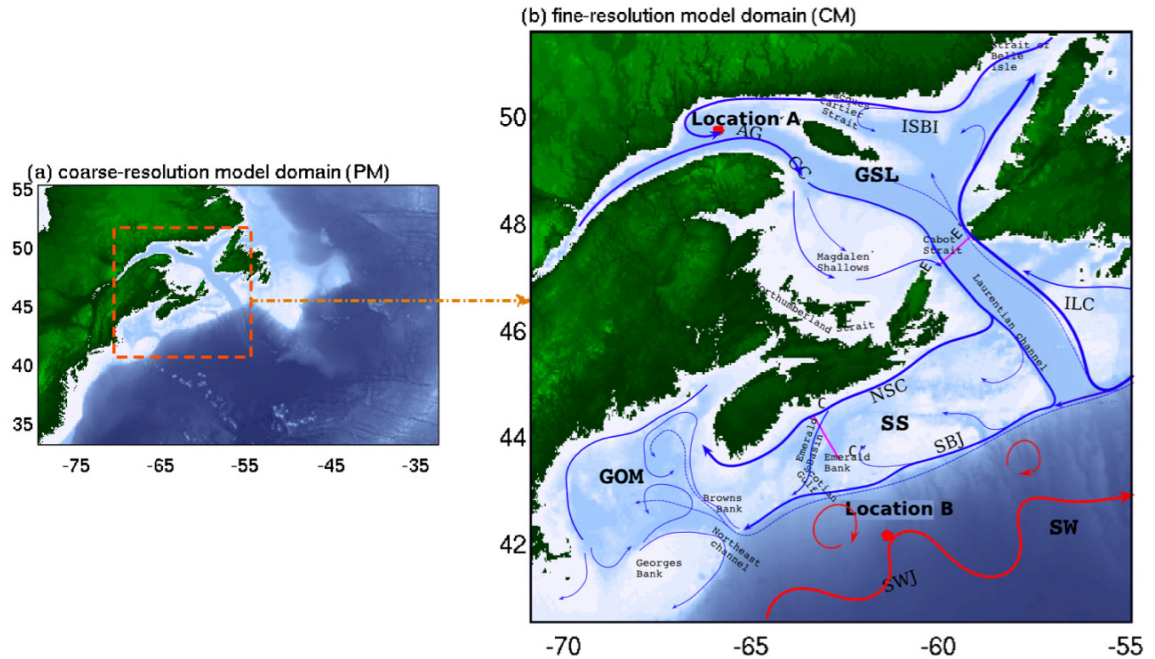 (b) fine-resolution model domain (CM)
(a) coarse-resolution model domain (PM)
55
50
45
40
35
-75
-65
-55
-45
-35
50
48
46
44
42
-70
-65
-60
-55
Strait of
Belle
Isle
Jacques
Cartier
Strait
Location A
AG
ISBI
CC
GSL
E
Cabot
Strait
E'
Magdalen
Shallows
Northumberland Strait
Laurentian channel
ILC
NSC
C
SS
Emerald
Basin
C'
Emerald
Bank
SBJ
Scotian
Gulf
GOM
Browns
Bank
Location B
Northeast
channel
SW
Georges
Bank
SWJ